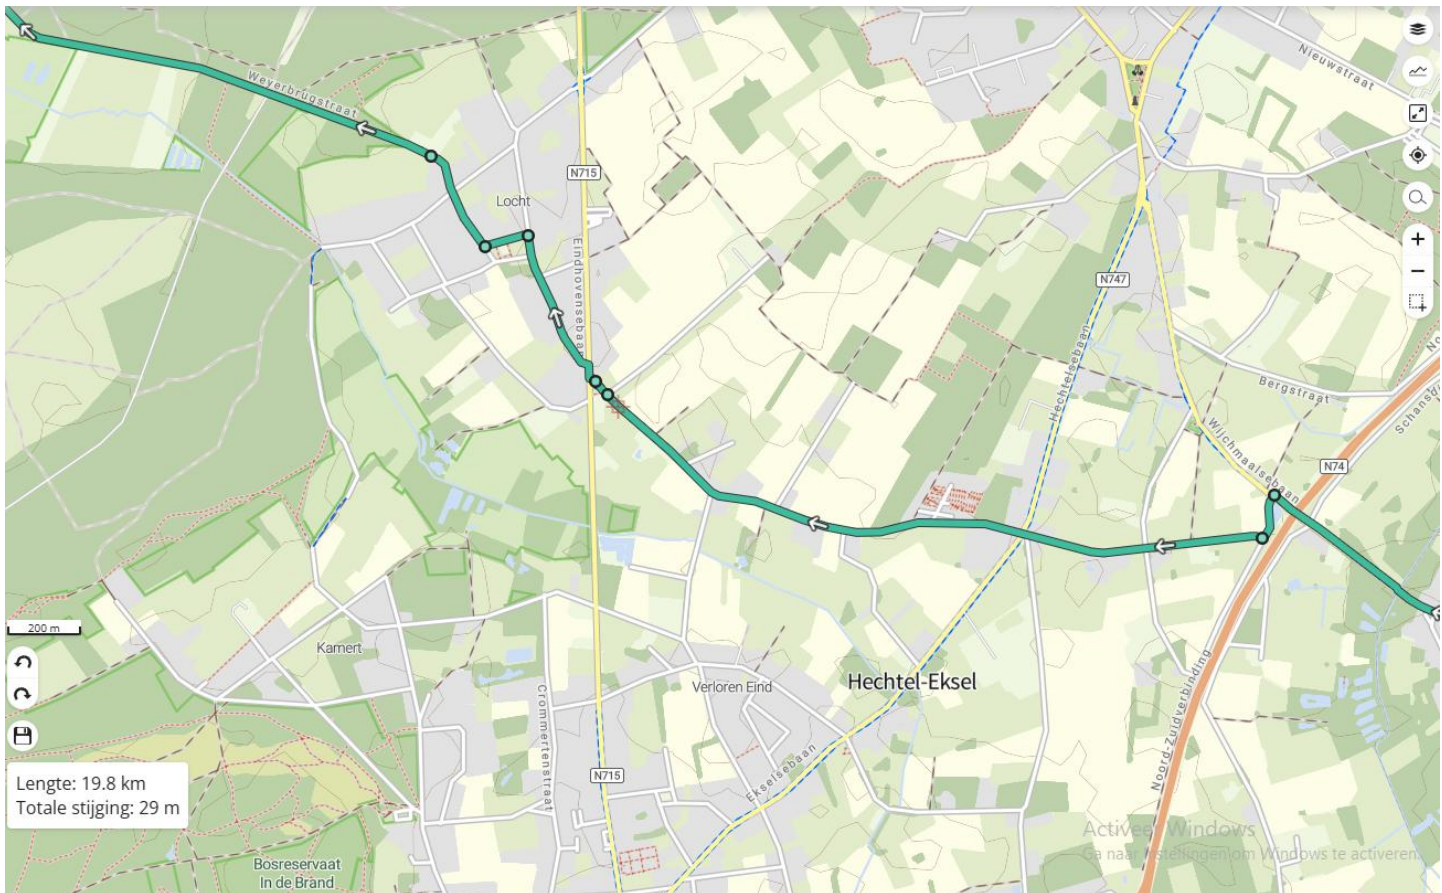 Nieuwstraat
Weyerbrugstraat
N715
Locht
Eindhovensebaan
N747
Hechtelsebaan
Bergstraat
Schansdi
No
Wijchmaalsebaan
N74
200 m
Kamert
Verloren Eind
Hechtel-Eksel
Noord-Zuidverbinding
Crommertenstraat
N715
Ekselsebaan
Lengte: 19.8 km
Totale stijging: 29 m
Activeer Windows
Ga naar Instellingen om Windows te activeren.
Bosreservaat
In de Brand